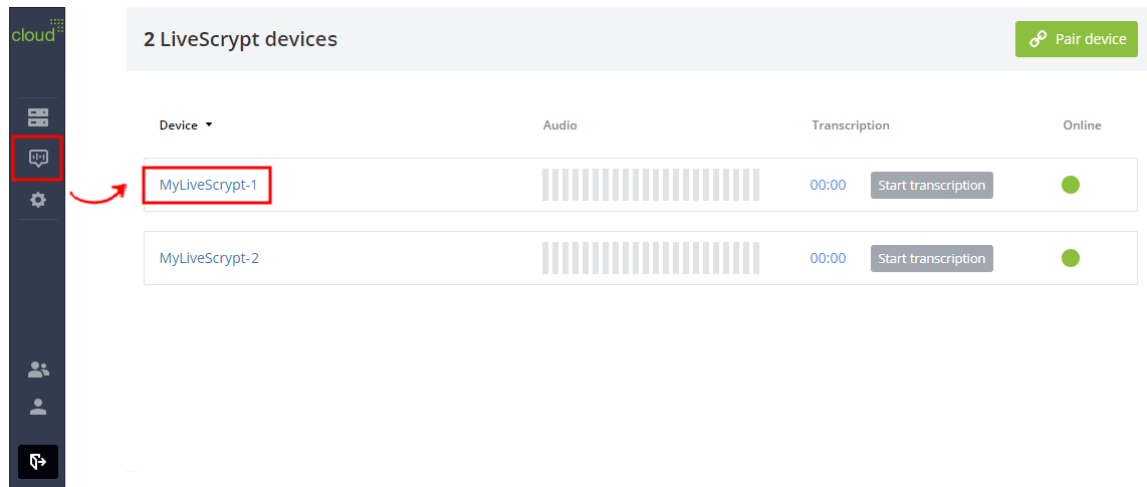 cloud
2 LiveScrypt devices
Pair device
Device Audio Transcription Online
MyLiveScrypt-1 00:00 Start transcription
MyLiveScrypt-2 00:00 Start transcription